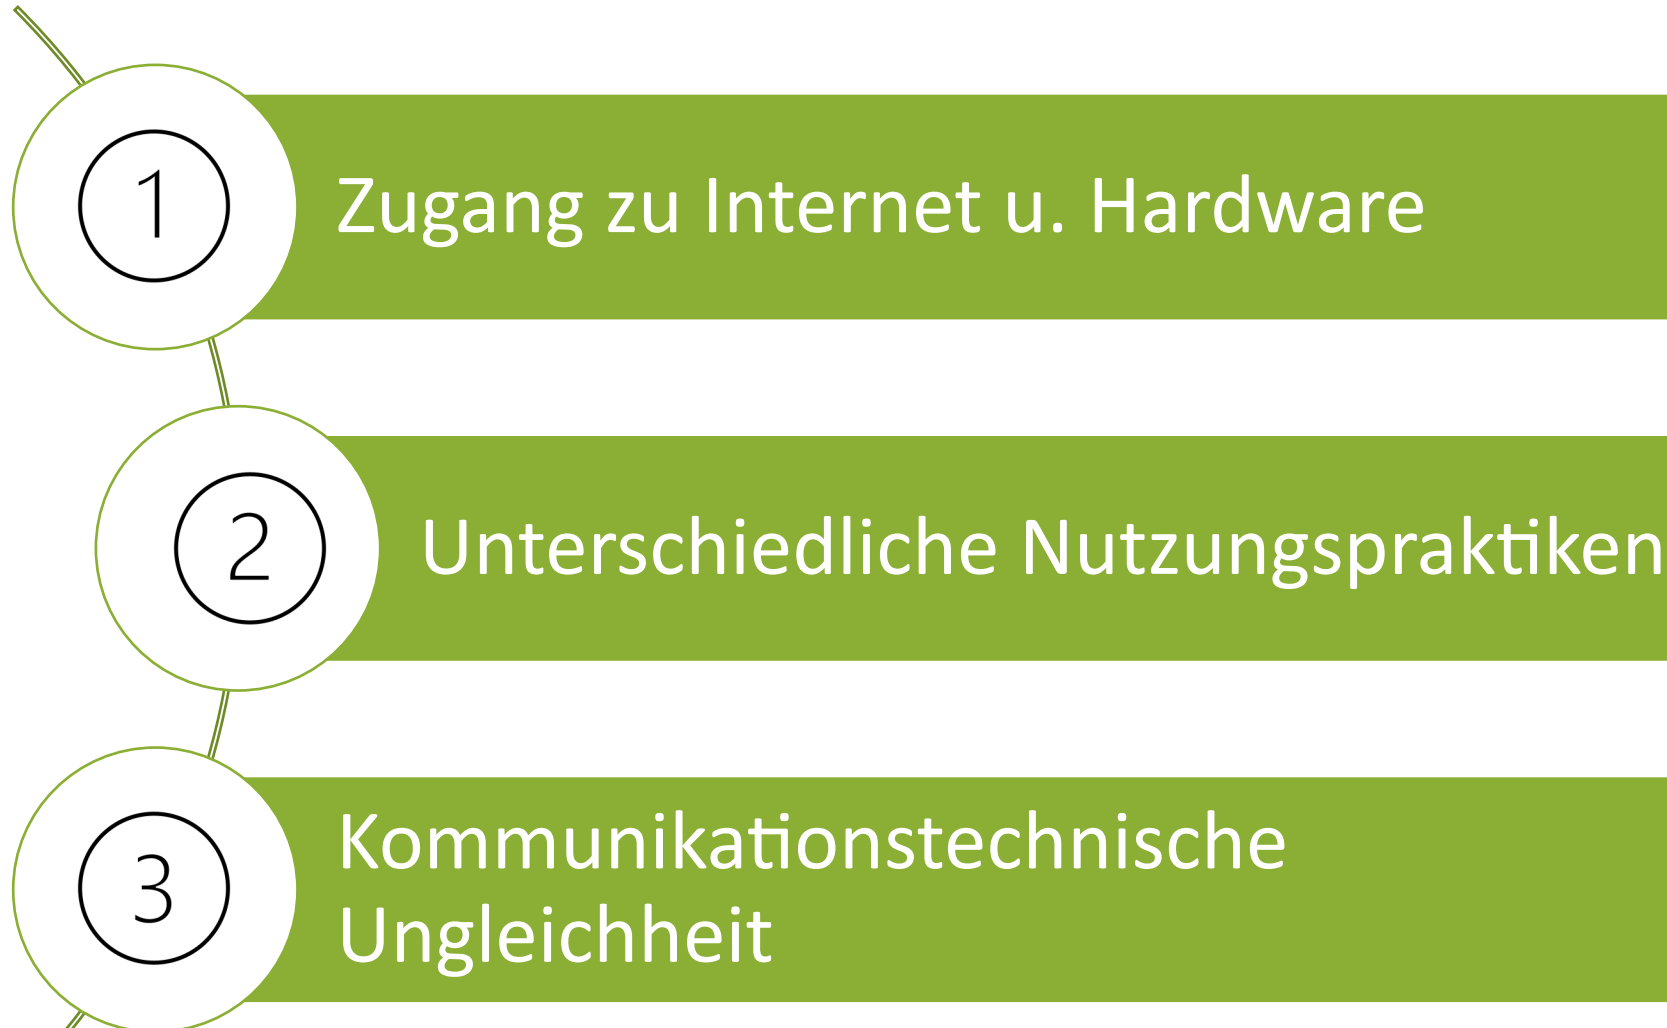 1
Zugang zu Internet u. Hardware
2
Unterschiedliche Nutzungspraktiken
3
Kommunikationstechnische
Ungleichheit